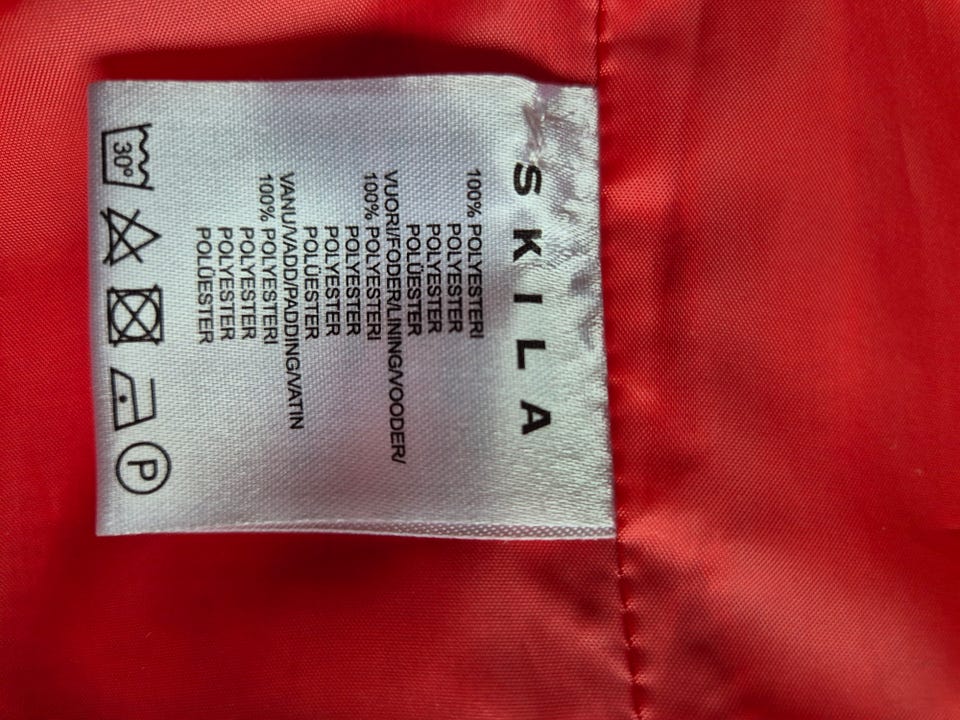 SKILA
100% POLYESTERI
POLYESTER
POLYESTER
POLÜESTER
VUORI/FODER/LINING/VOODER/
100% POLYESTERI
POLYESTER
POLYESTER
POLÜESTER
VANU/VADD/PADDING/VATIN
100% POLYESTERI
POLYESTER
POLYESTER
POLÜESTER
30°
P